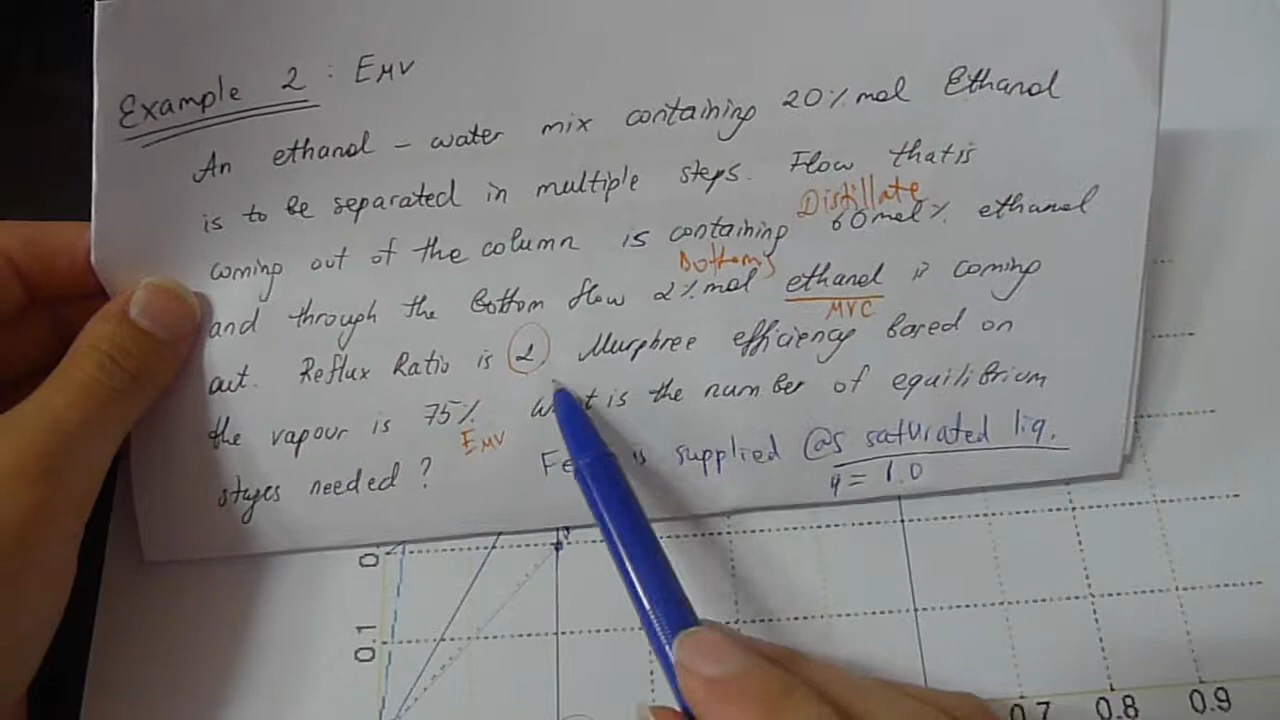 Example 2 : EMV
An ethanol - water mix containing 20%mol Ethanol
is to be separated in multiple steps. Flow that is
Distillate
coming out of the column is containing 60mol% ethanol
Bottoms
and through the bottom flow 2%mol ethanol is coming
MVC
out. Reflux Ratio is 2 Murphree efficiency based on
the vapour is 75% is the number of equilibrium
EMV
stages needed ? is supplied @as saturated liq.
q = 1.0
0.1
0.7 0.8 0.9